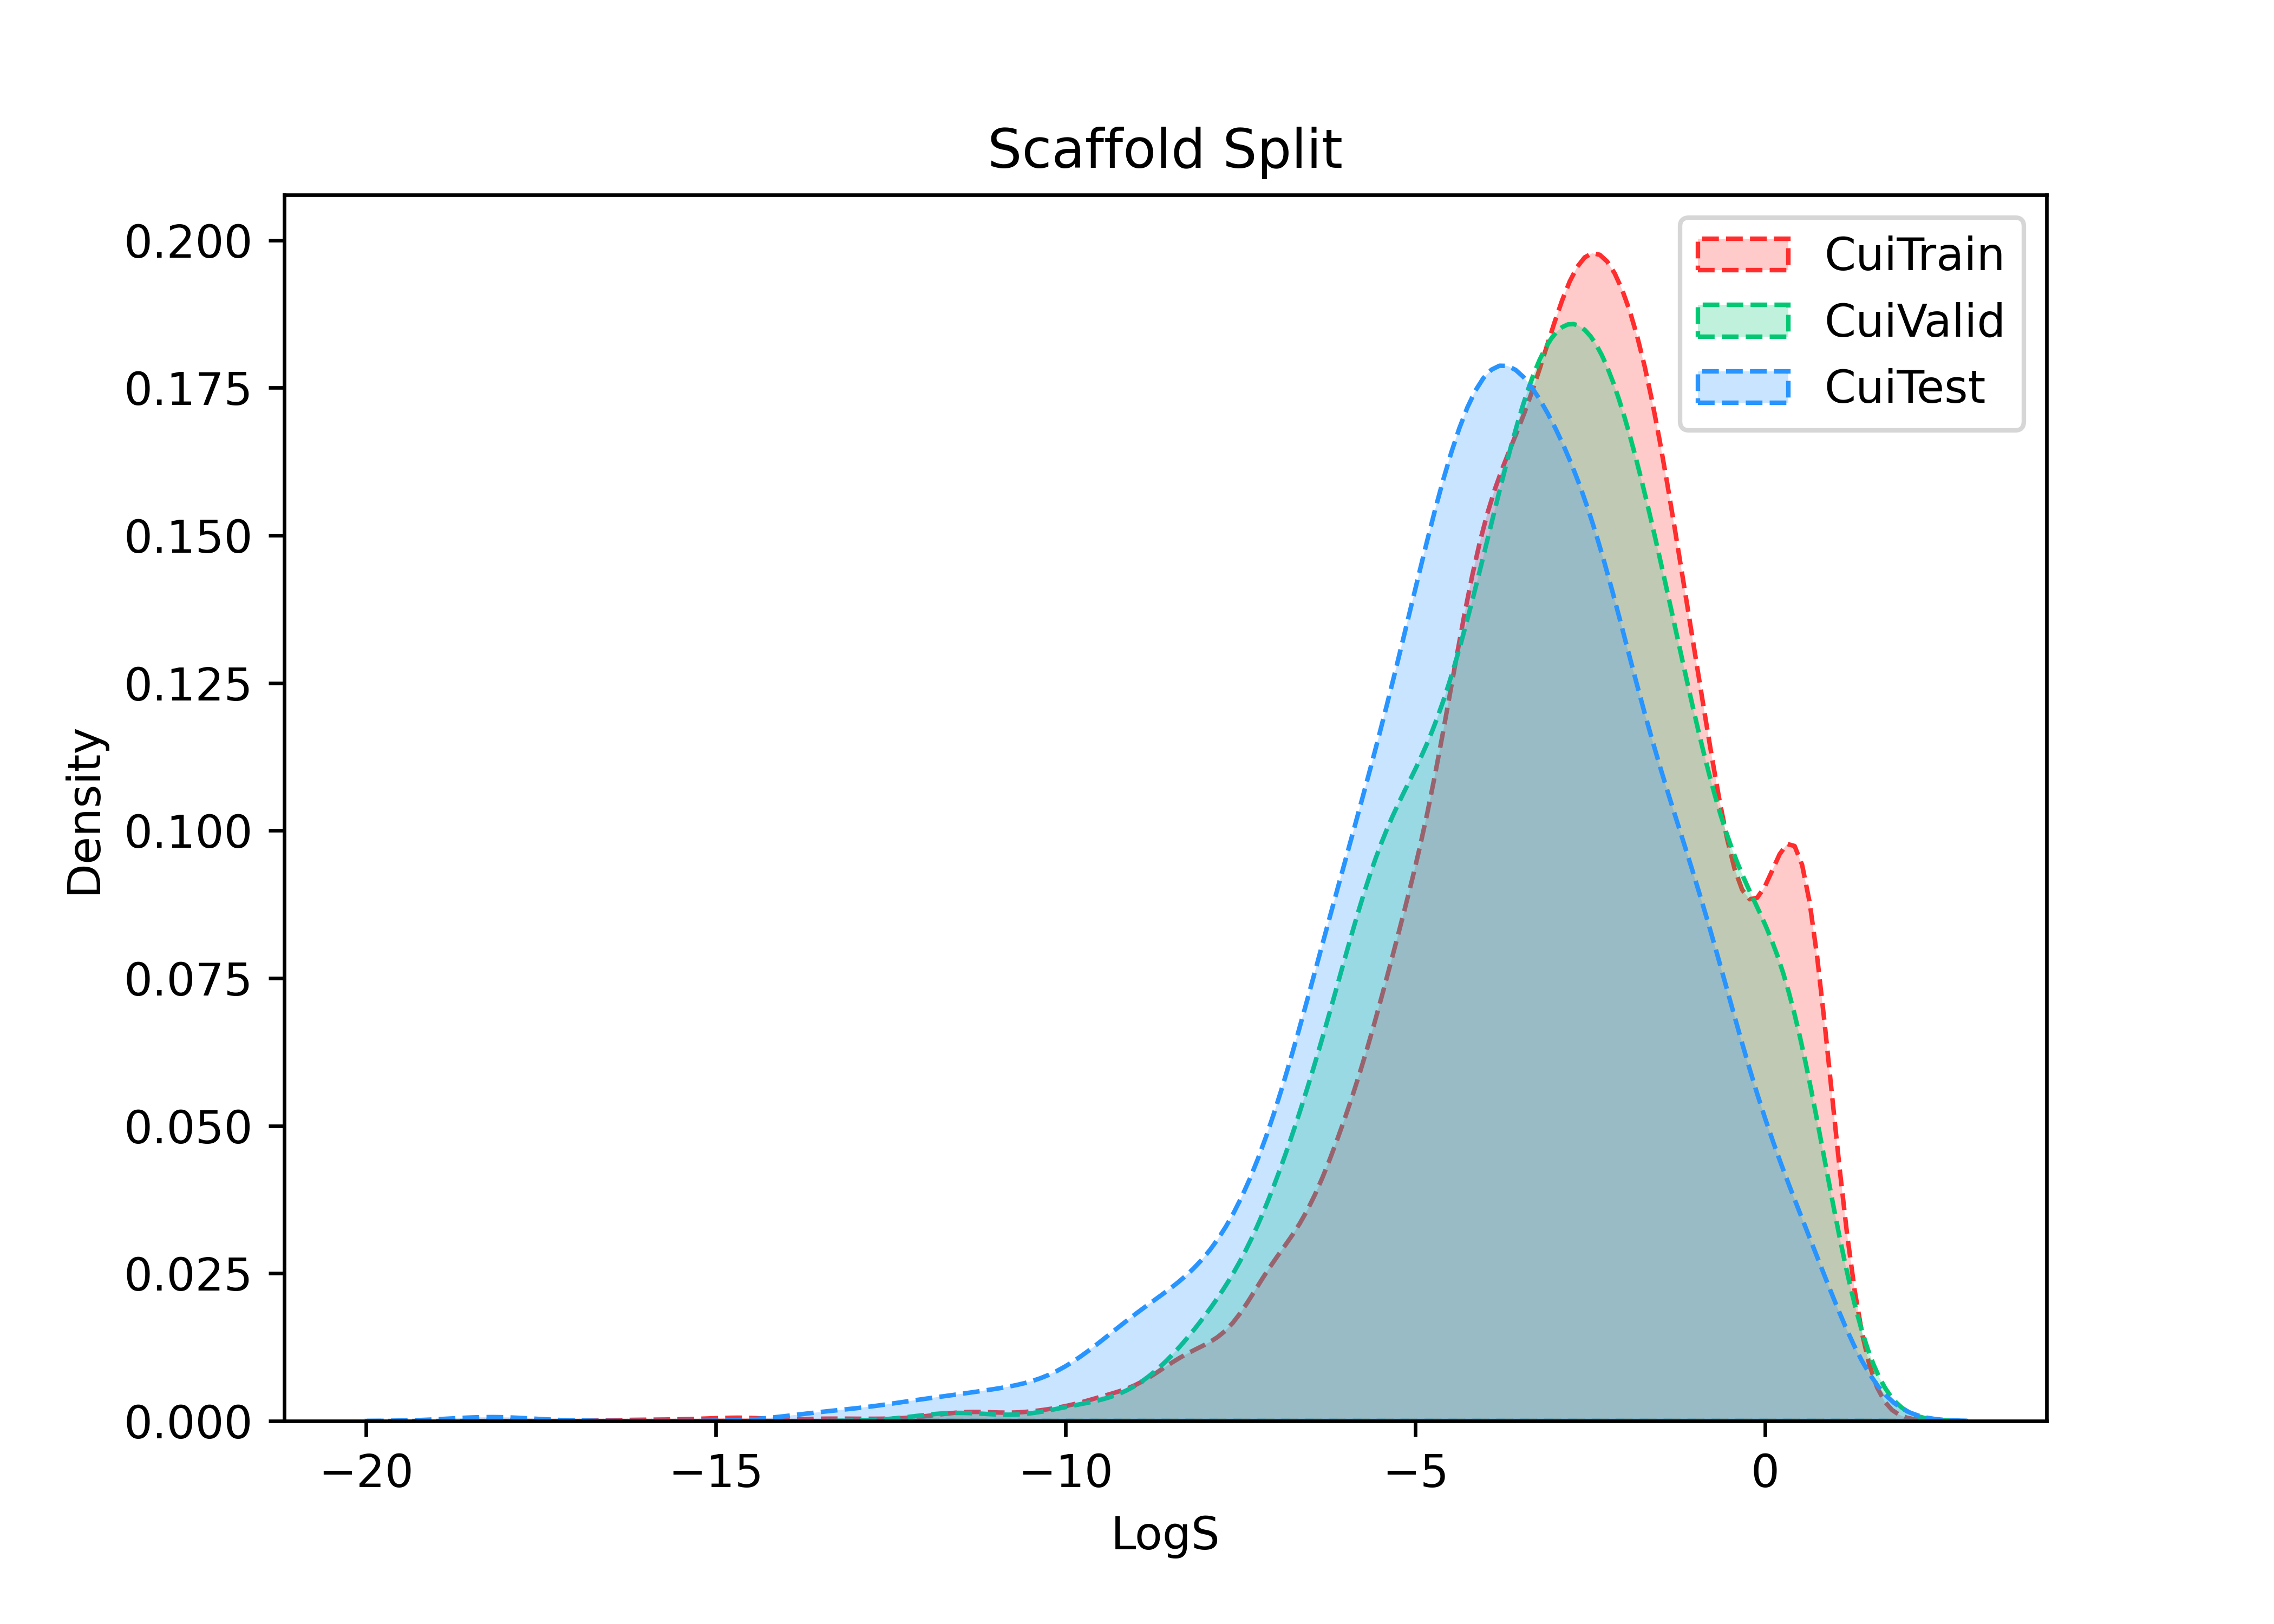 Scaffold Split
CuiTrain
CuiValid
CuiTest
Density
0.200
0.175
0.150
0.125
0.100
0.075
0.050
0.025
0.000
−20 −15 −10 −5 0
LogS